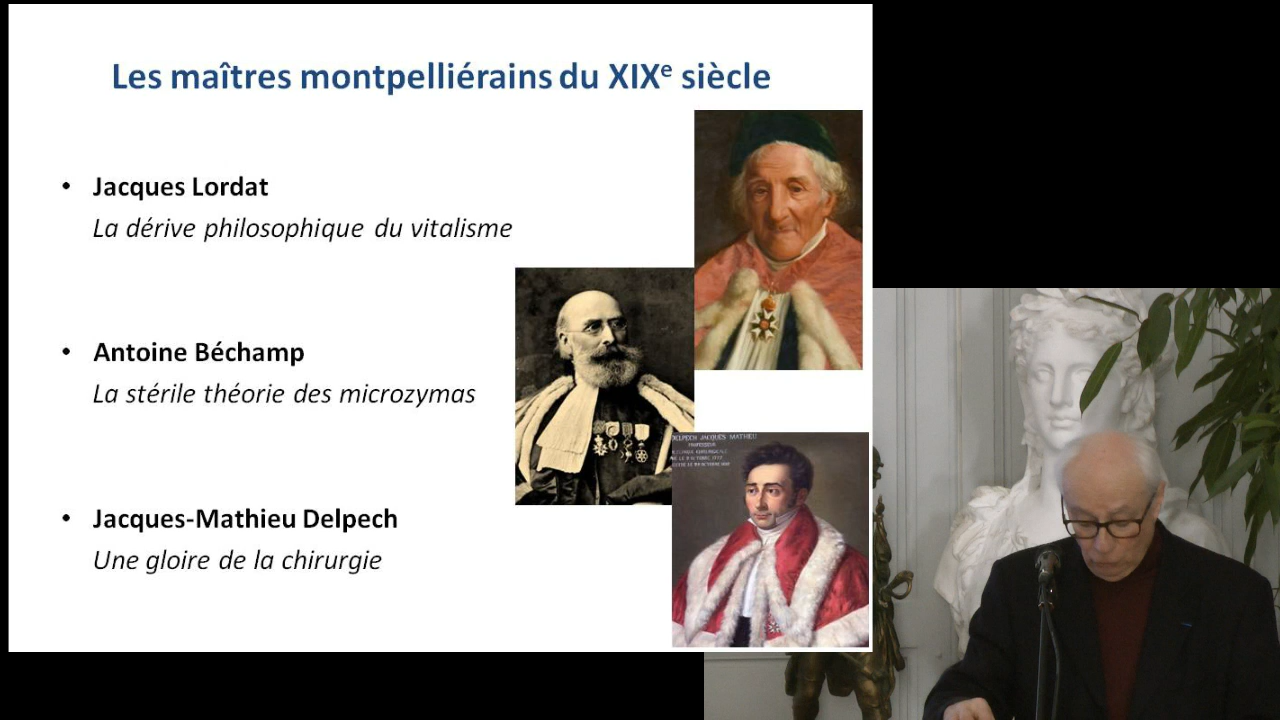 Les maîtres montpelliérains du XIXe siècle
• Jacques Lordat
La dérive philosophique du vitalisme
• Antoine Béchamp
La stérile théorie des microzymas
DELPECH JACQUES MATHIEU
PROFESSEUR
• Jacques-Mathieu Delpech
Une gloire de la chirurgie